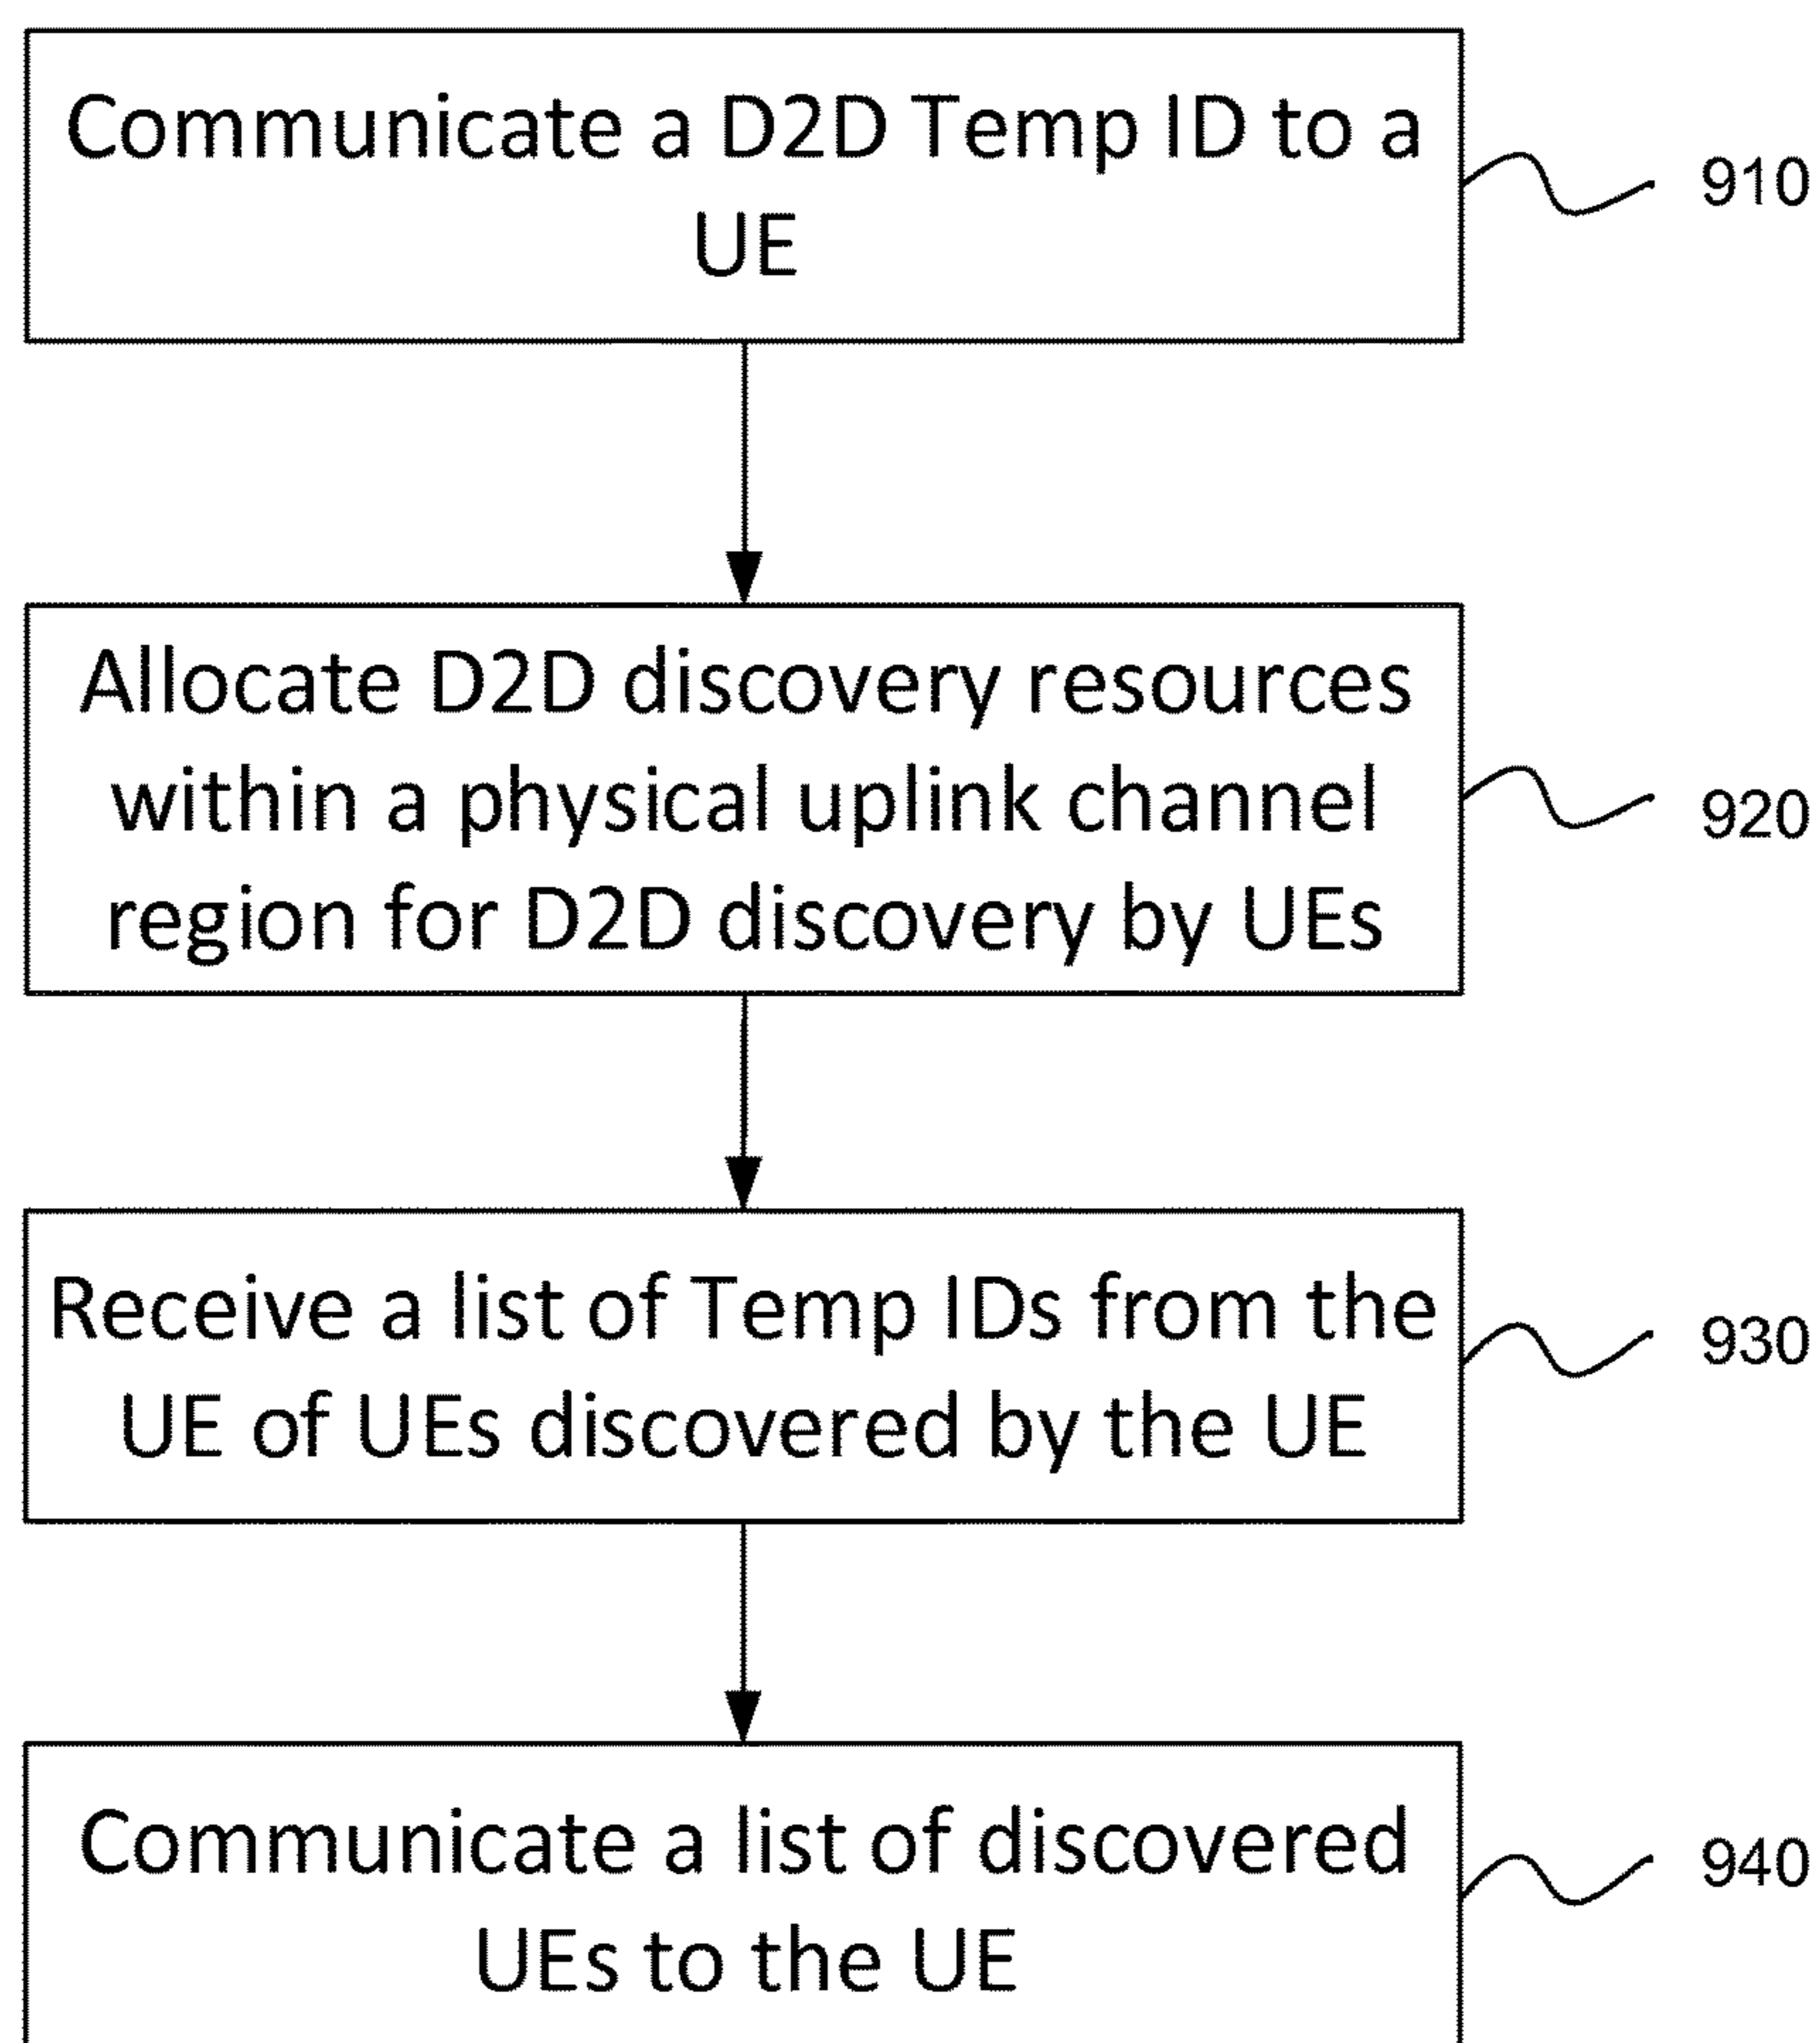 Communicate a D2D Temp ID to a
UE
910
Allocate D2D discovery resources
within a physical uplink channel
region for D2D discovery by UEs
920
Receive a list of Temp IDs from the
UE of UEs discovered by the UE
930
Communicate a list of discovered
UEs to the UE
940